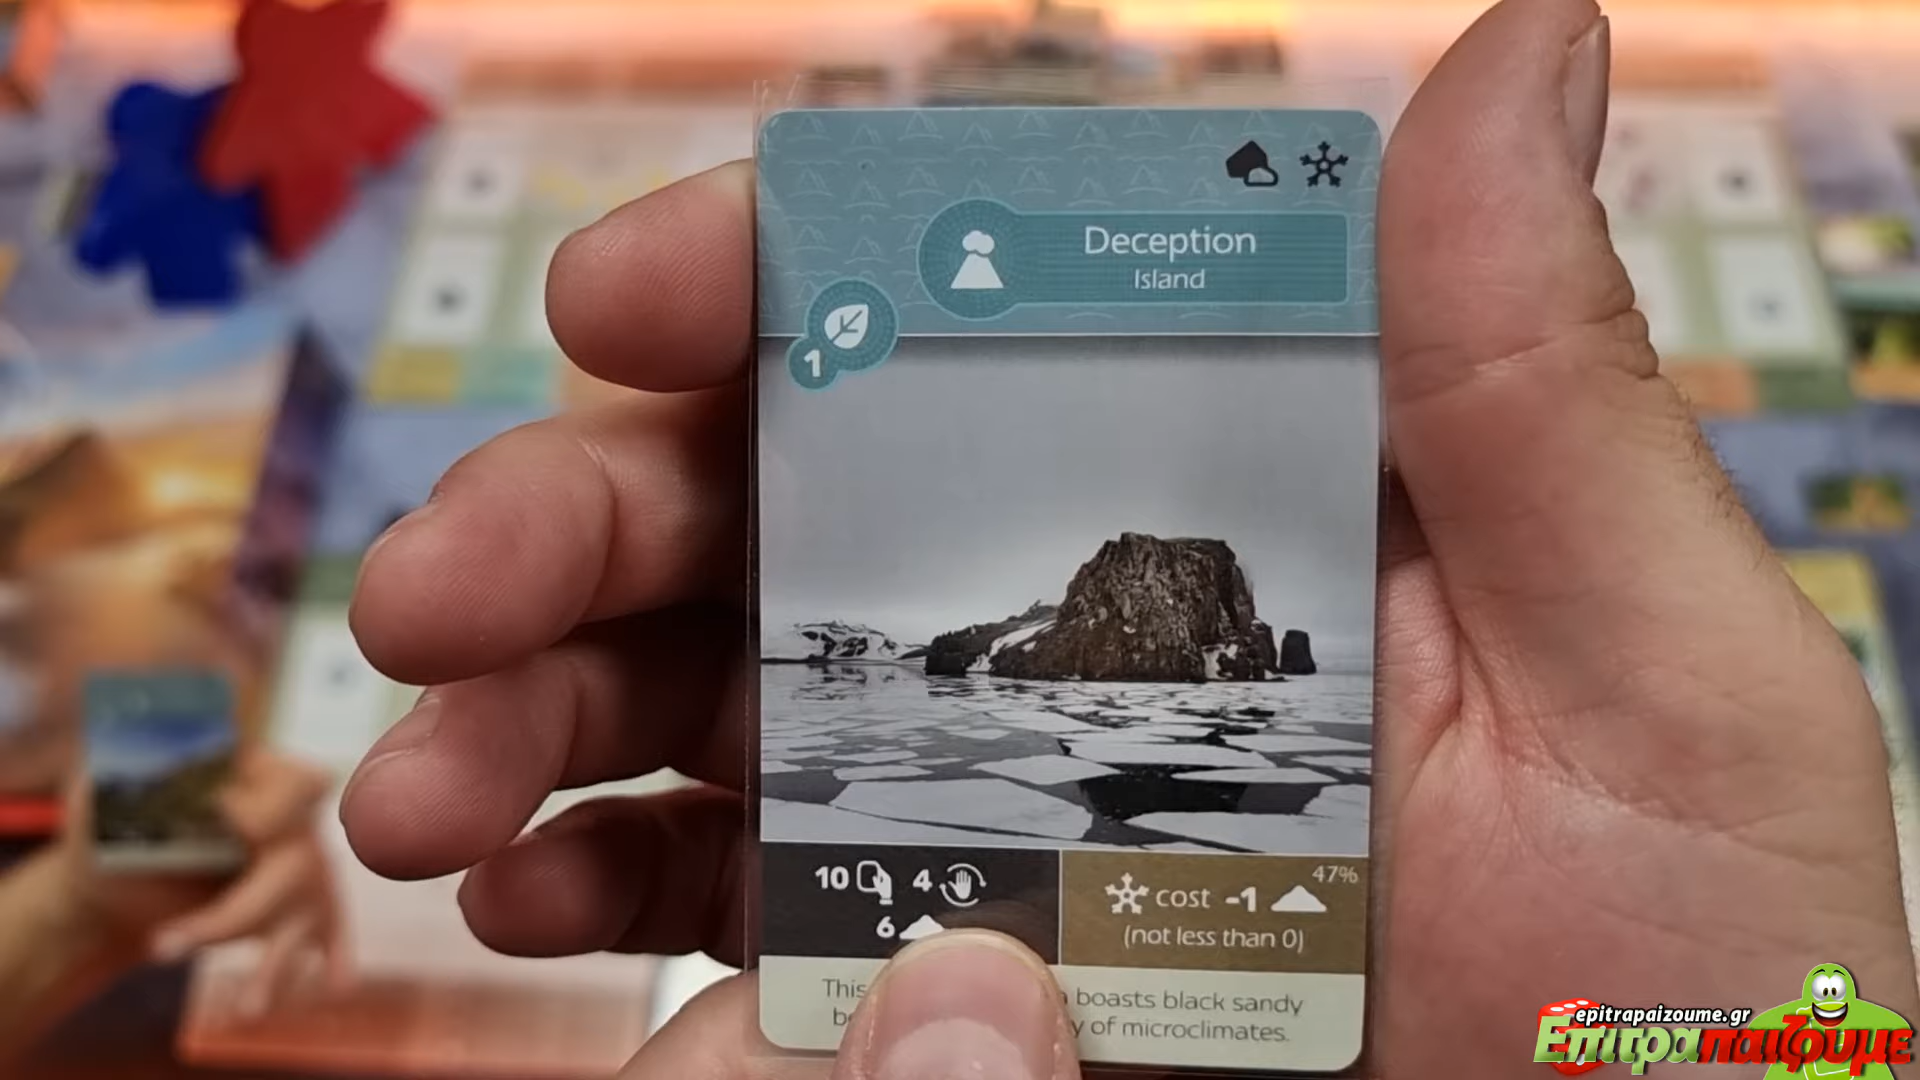 Deception
Island
1
10 4
6
47%
cost -1
(not less than 0)
This boasts black sandy
y of microclimates.
epitrapaizoume.gr
Επιτραπαιζουμε